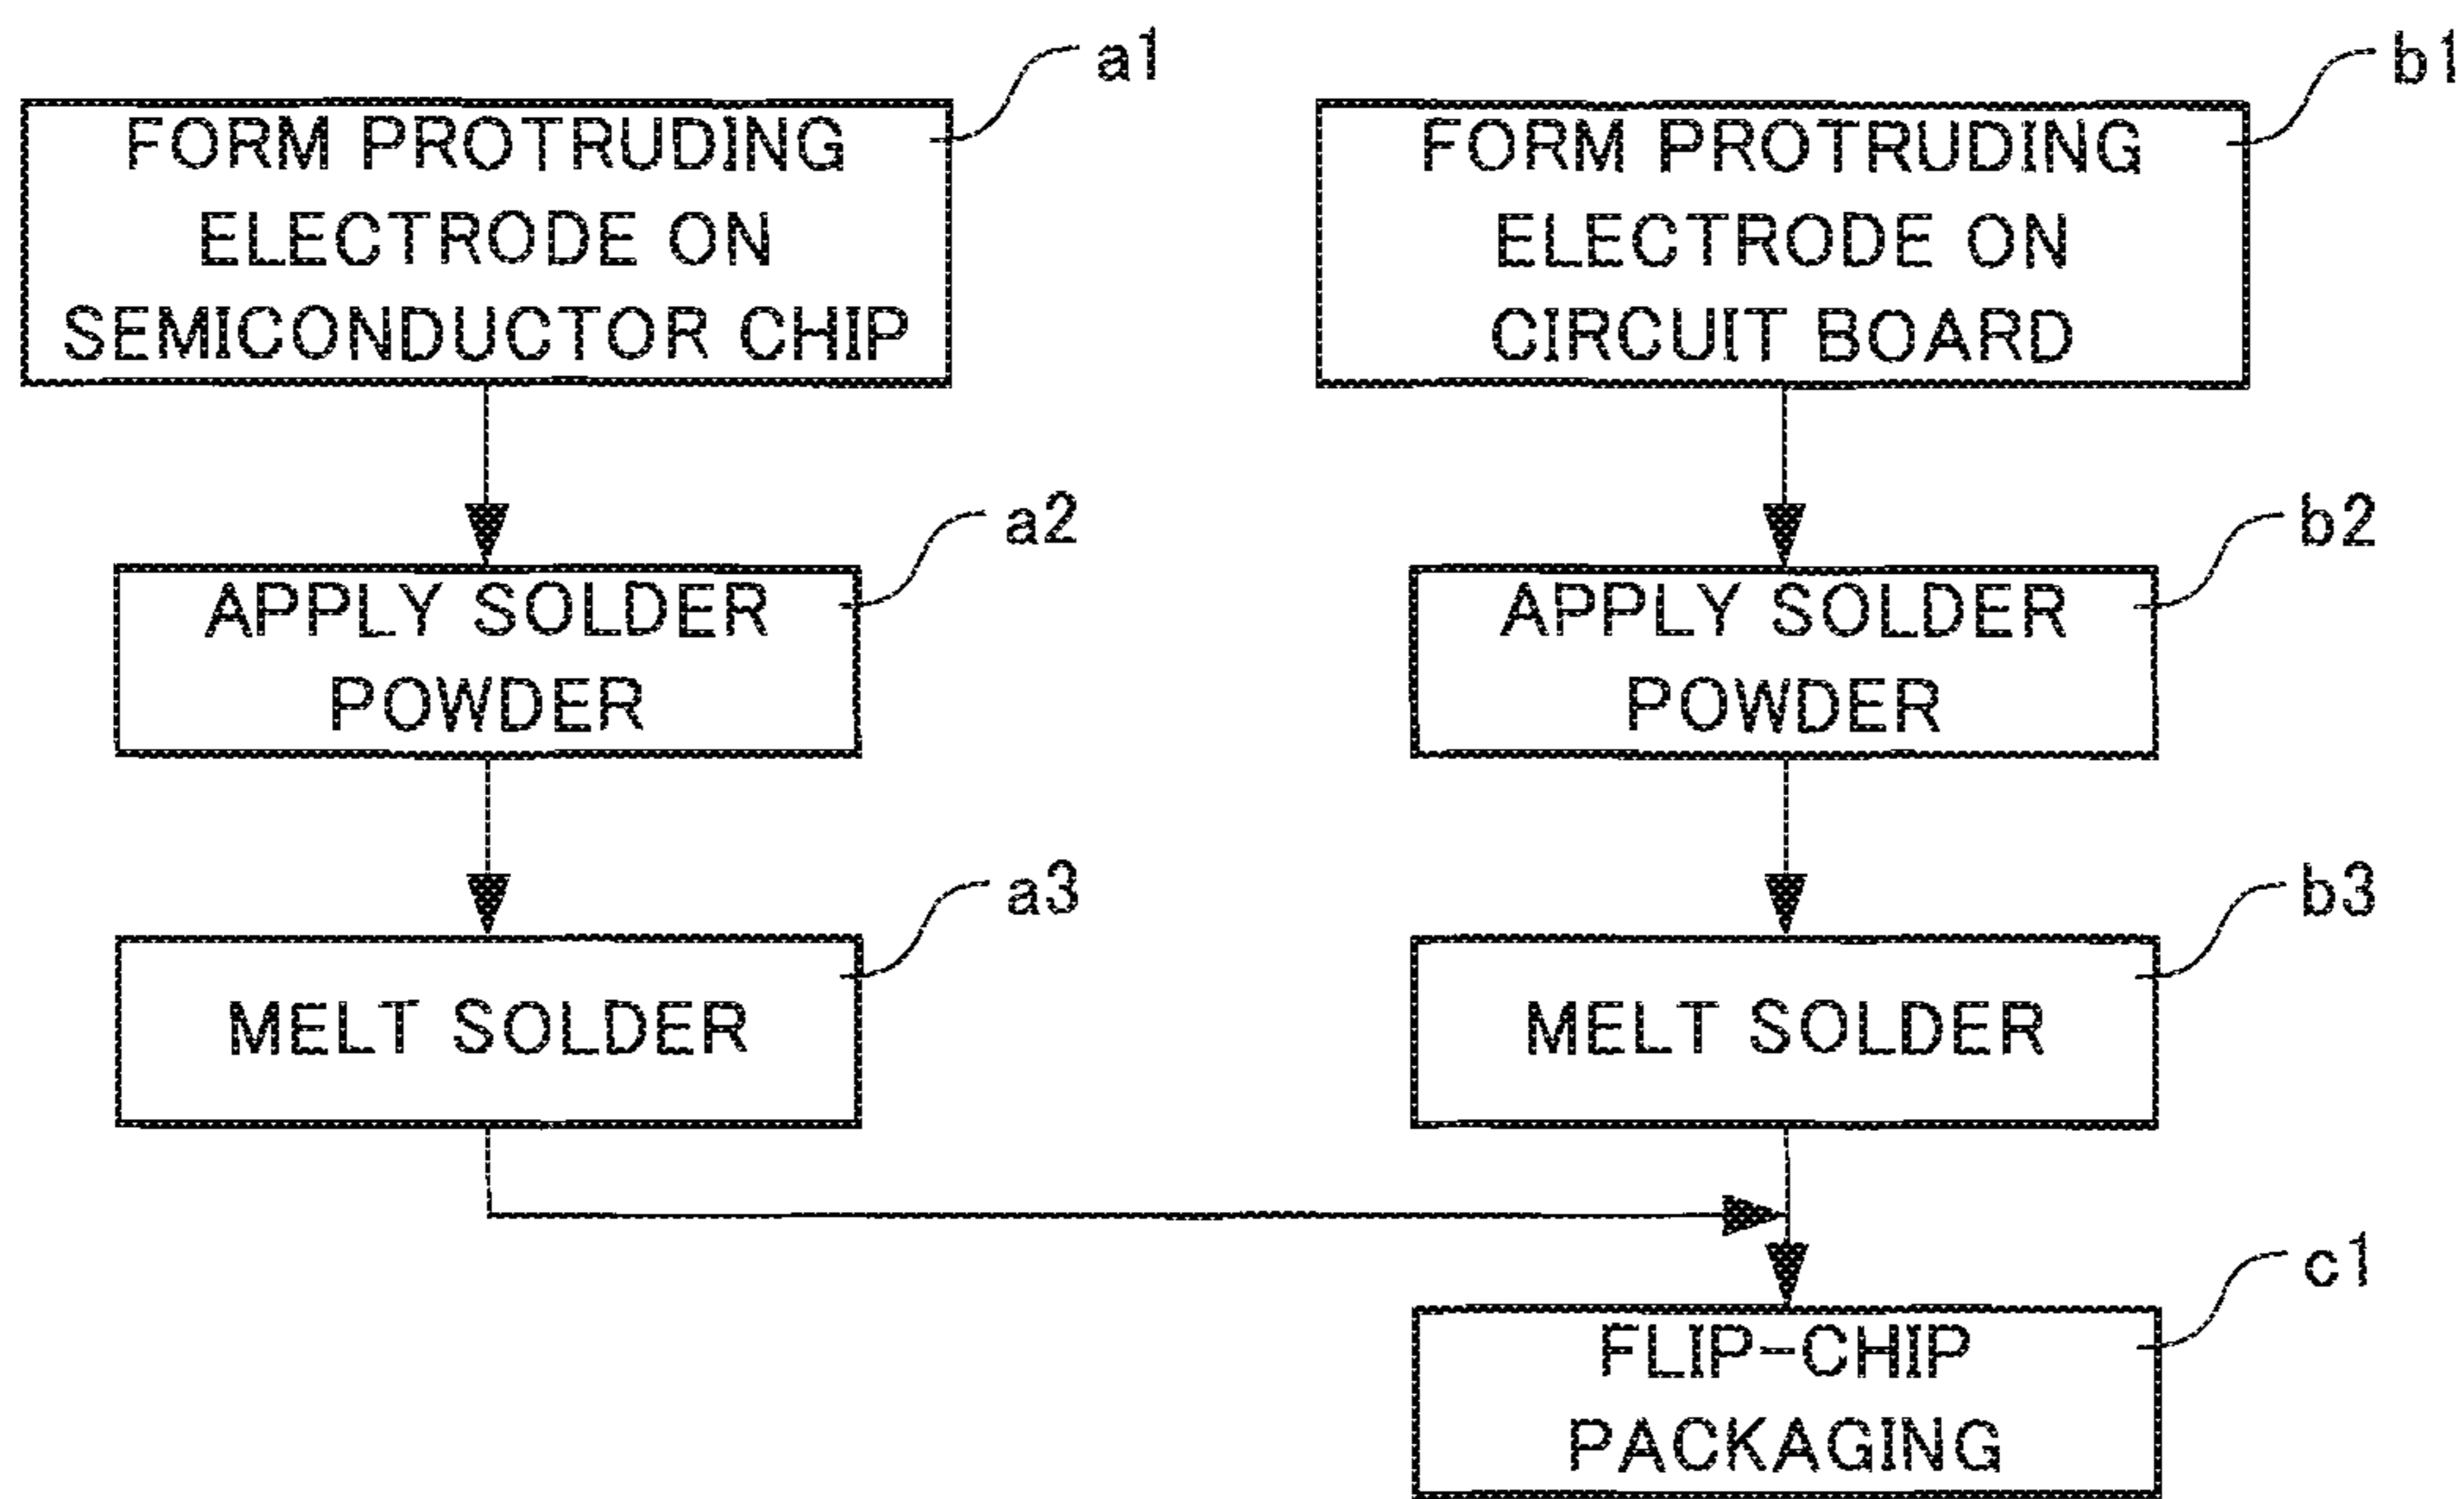 a1
FORM PROTRUDING
ELECTRODE ON
SEMICONDUCTOR CHIP
b1
FORM PROTRUDING
ELECTRODE ON
CIRCUIT BOARD
a2
APPLY SOLDER
POWDER
b2
APPLY SOLDER
POWDER
a3
MELT SOLDER
b3
MELT SOLDER
c1
FLIP-CHIP
PACKAGING